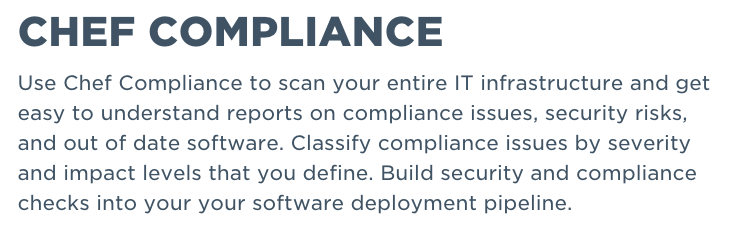 CHEF COMPLIANCE
Use Chef Compliance to scan your entire IT infrastructure and get
easy to understand reports on compliance issues, security risks,
and out of date software. Classify compliance issues by severity
and impact levels that you define. Build security and compliance
checks into your your software deployment pipeline.